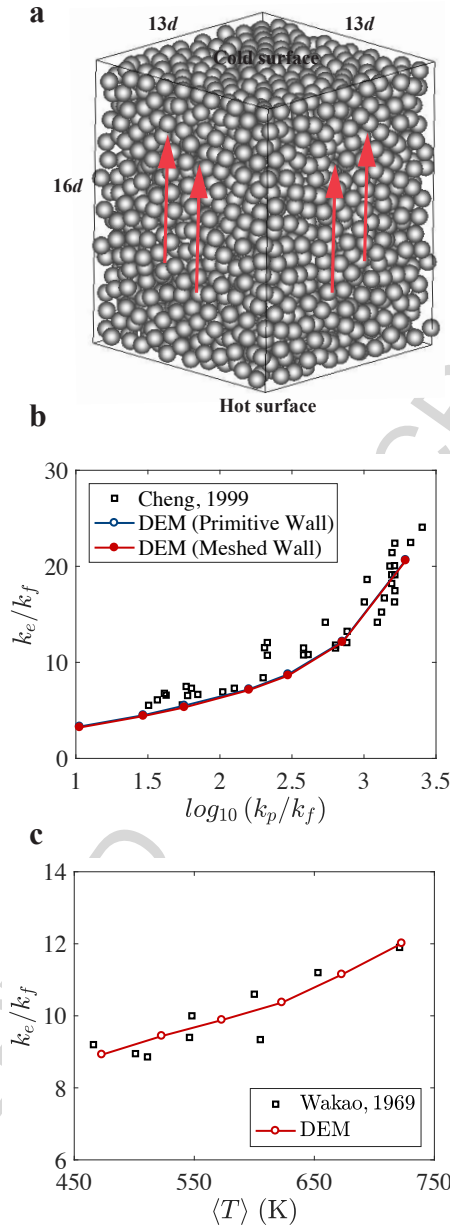 a
13d
13d
Cold surface
16d
Hot surface
b
30
20
10
0
k_e/k_f
Cheng, 1999
DEM (Primitive Wall)
DEM (Meshed Wall)
1
1.5
2
2.5
3
3.5
log_10 (k_p/k_f)
c
14
12
10
8
6
k_e/k_f
Wakao, 1969
DEM
450
550
650
750
⟨T⟩ (K)